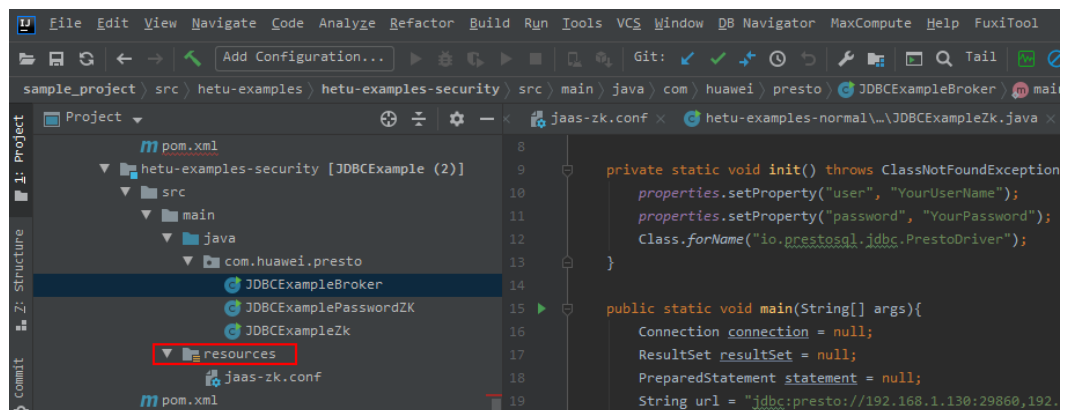 File Edit View Navigate Code Analyze Refactor Build Run Tools VCS Window DB Navigator MaxCompute Help FuxiTool
Add Configuration... Git: Tail
sample_project src hetu-examples hetu-examples-security src main java com huawei presto JDBCExampleBroker mai
Project
jaas-zk.conf hetu-examples-normal\...\JDBCExampleZk.java
1: Project
Z: Structure
Commit
pom.xml
hetu-examples-security [JDBCExample (2)]
src
main
java
com.huawei.presto
JDBCExampleBroker
JDBCExamplePasswordZK
JDBCExampleZk
resources
jaas-zk.conf
pom.xml
8
9 private static void init() throws ClassNotFoundException
10 properties.setProperty("user", "YourUserName");
11 properties.setProperty("password", "YourPassword");
12 Class.forName("io.prestosql.jdbc.PrestoDriver");
13 }
14
15 public static void main(String[] args){
16 Connection connection = null;
17 ResultSet resultSet = null;
18 PreparedStatement statement = null;
19 String url = "jdbc:presto://192.168.1.130:29860,192.